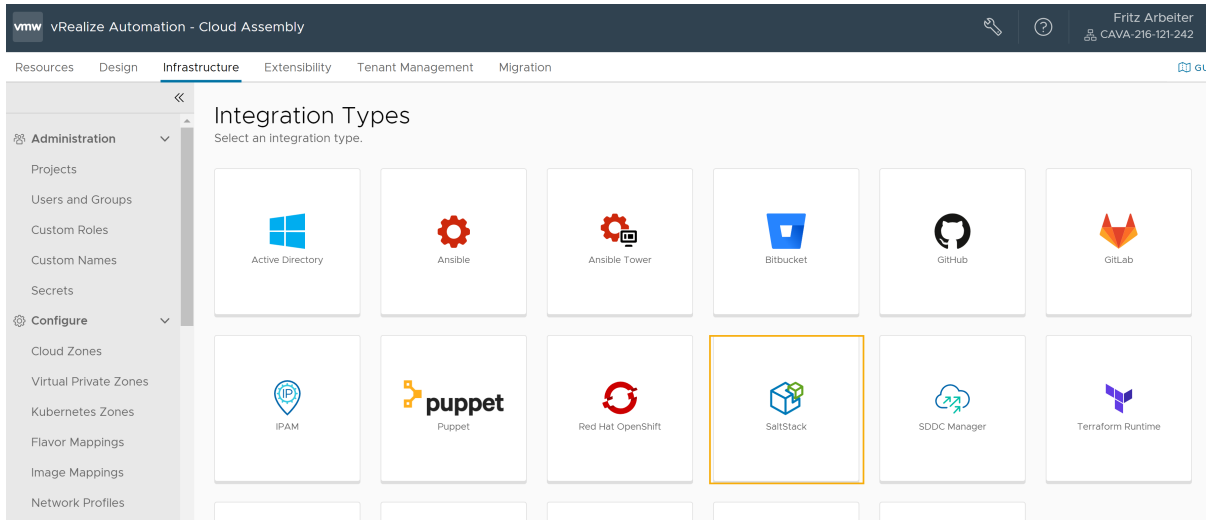 vmw vRealize Automation - Cloud Assembly
Fritz Arbeiter
CAVA-216-121-242
Resources Design Infrastructure Extensibility Tenant Management Migration
GU
Administration
Projects
Users and Groups
Custom Roles
Custom Names
Secrets
Configure
Cloud Zones
Virtual Private Zones
Kubernetes Zones
Flavor Mappings
Image Mappings
Network Profiles
Integration Types
Select an integration type.
Active Directory
Ansible
Ansible Tower
Bitbucket
GitHub
GitLab
IP
IPAM
puppet
Puppet
Red Hat OpenShift
SaltStack
SDDC Manager
Terraform Runtime